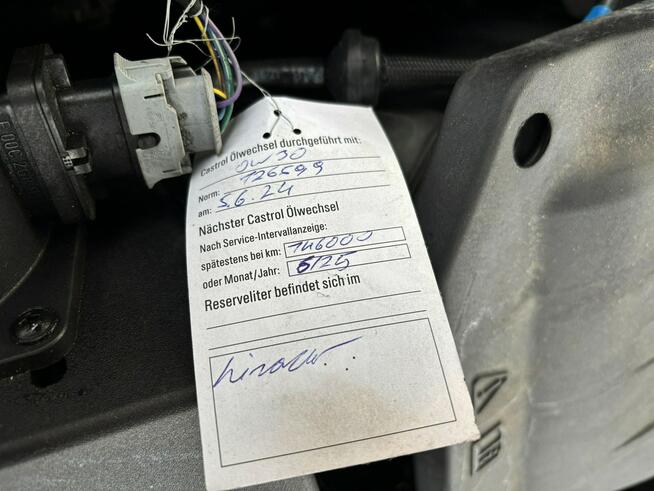 Castrol Ölwechsel durchgeführt mit:
0W30
Norm: 126599
am: 5.6.24
Nächster Castrol Ölwechsel
Nach Service-Intervallanzeige:
spätestens bei km: 146000
oder Monat/Jahr: 6/25
Reserveliter befindet sich im